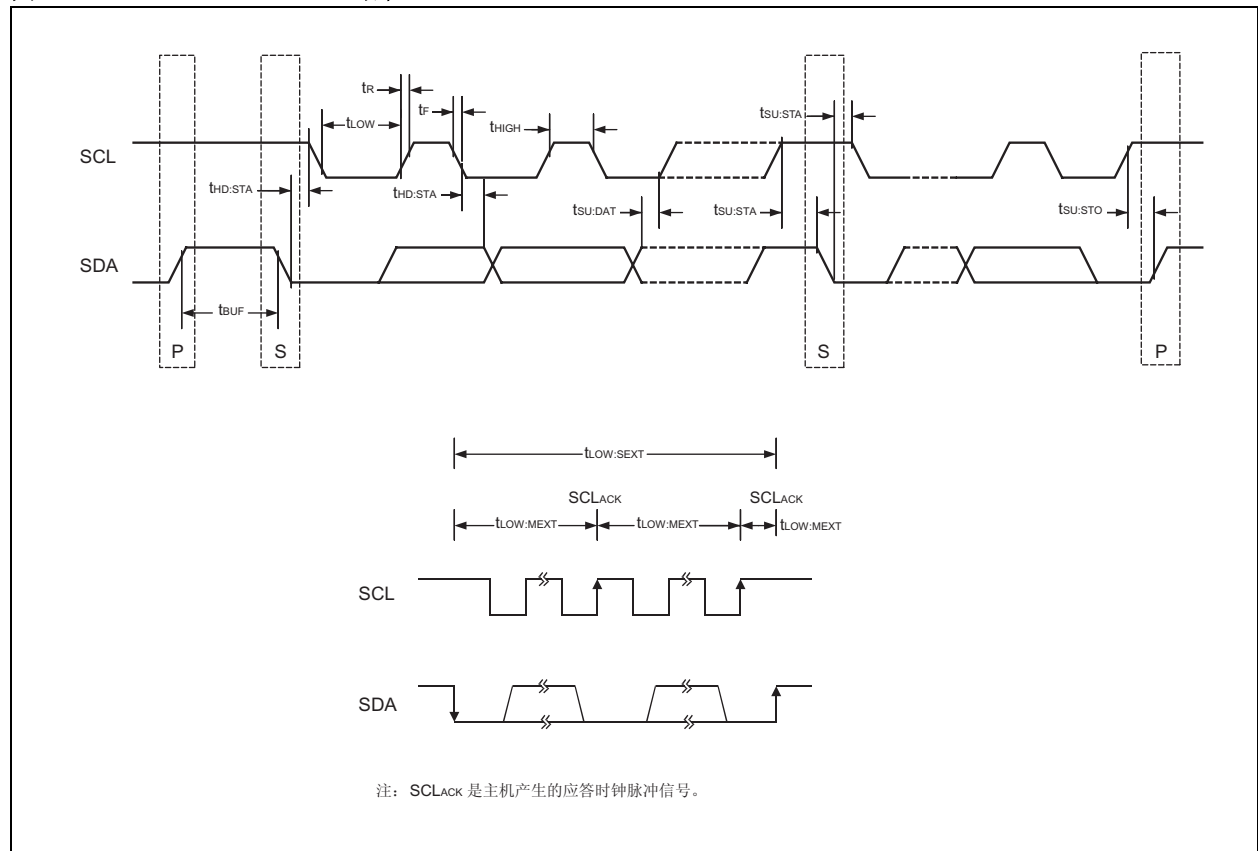 tR
tF
tLOW
tHIGH
tSU:STA
SCL
tHD:STA
tHD:STA
tSU:DAT
tSU:STA
tSU:STO
SDA
tBUF
P
S
S
P
tLOW:SEXT
SCLACK
SCLACK
tLOW:MEXT
tLOW:MEXT
tLOW:MEXT
SCL
SDA
注：SCLACK 是主机产生的应答时钟脉冲信号。